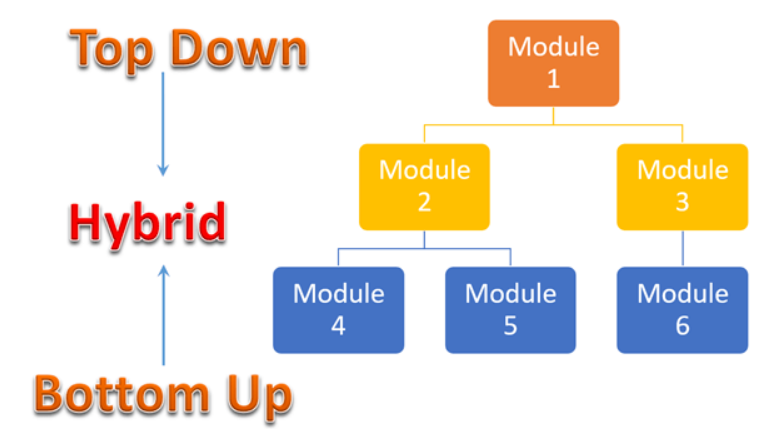 Top Down
Module
1
Module
2
Module
3
Hybrid
Module
4
Module
5
Module
6
Bottom Up